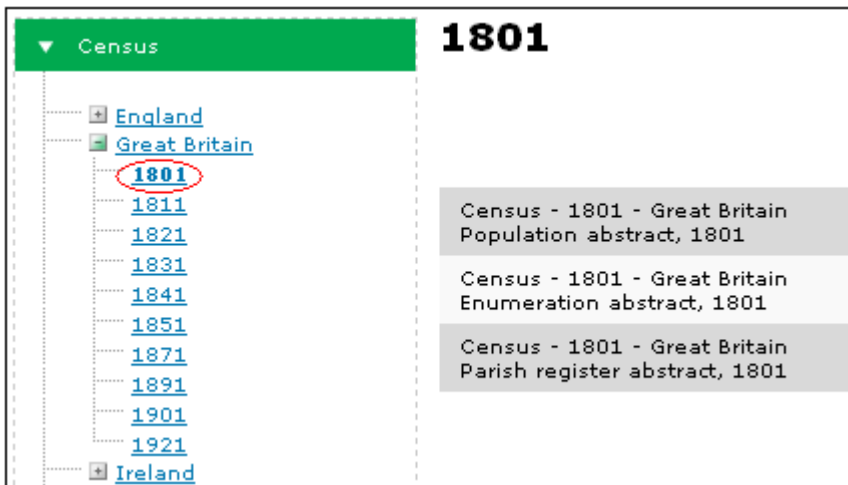 Census
England
Great Britain
1801
1811
1821
1831
1841
1851
1871
1891
1901
1921
Ireland
1801
Census - 1801 - Great Britain
Population abstract, 1801
Census - 1801 - Great Britain
Enumeration abstract, 1801
Census - 1801 - Great Britain
Parish register abstract, 1801